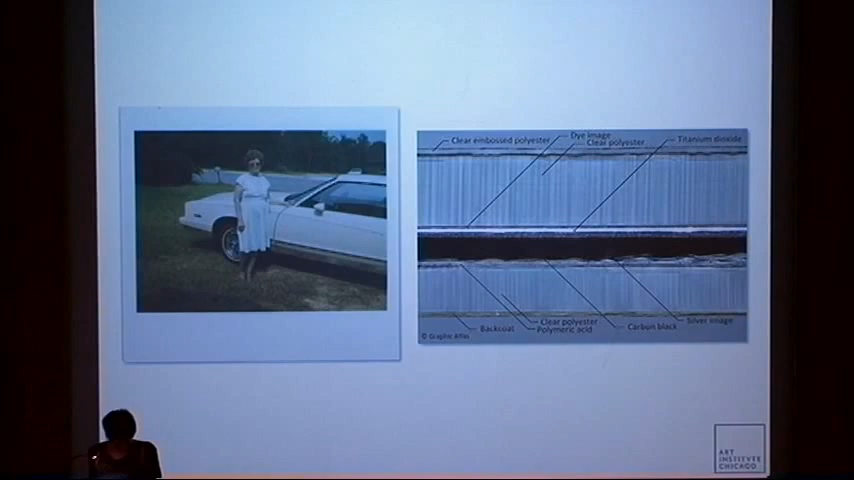 Clear embossed polyester
Dye image
Clear polyester
Titanium dioxide
Backcoat
Clear polyester
Polymeric acid
Carbon black
Silver image
© Graphic Atlas
ART
INSTITVTE
CHICAGO